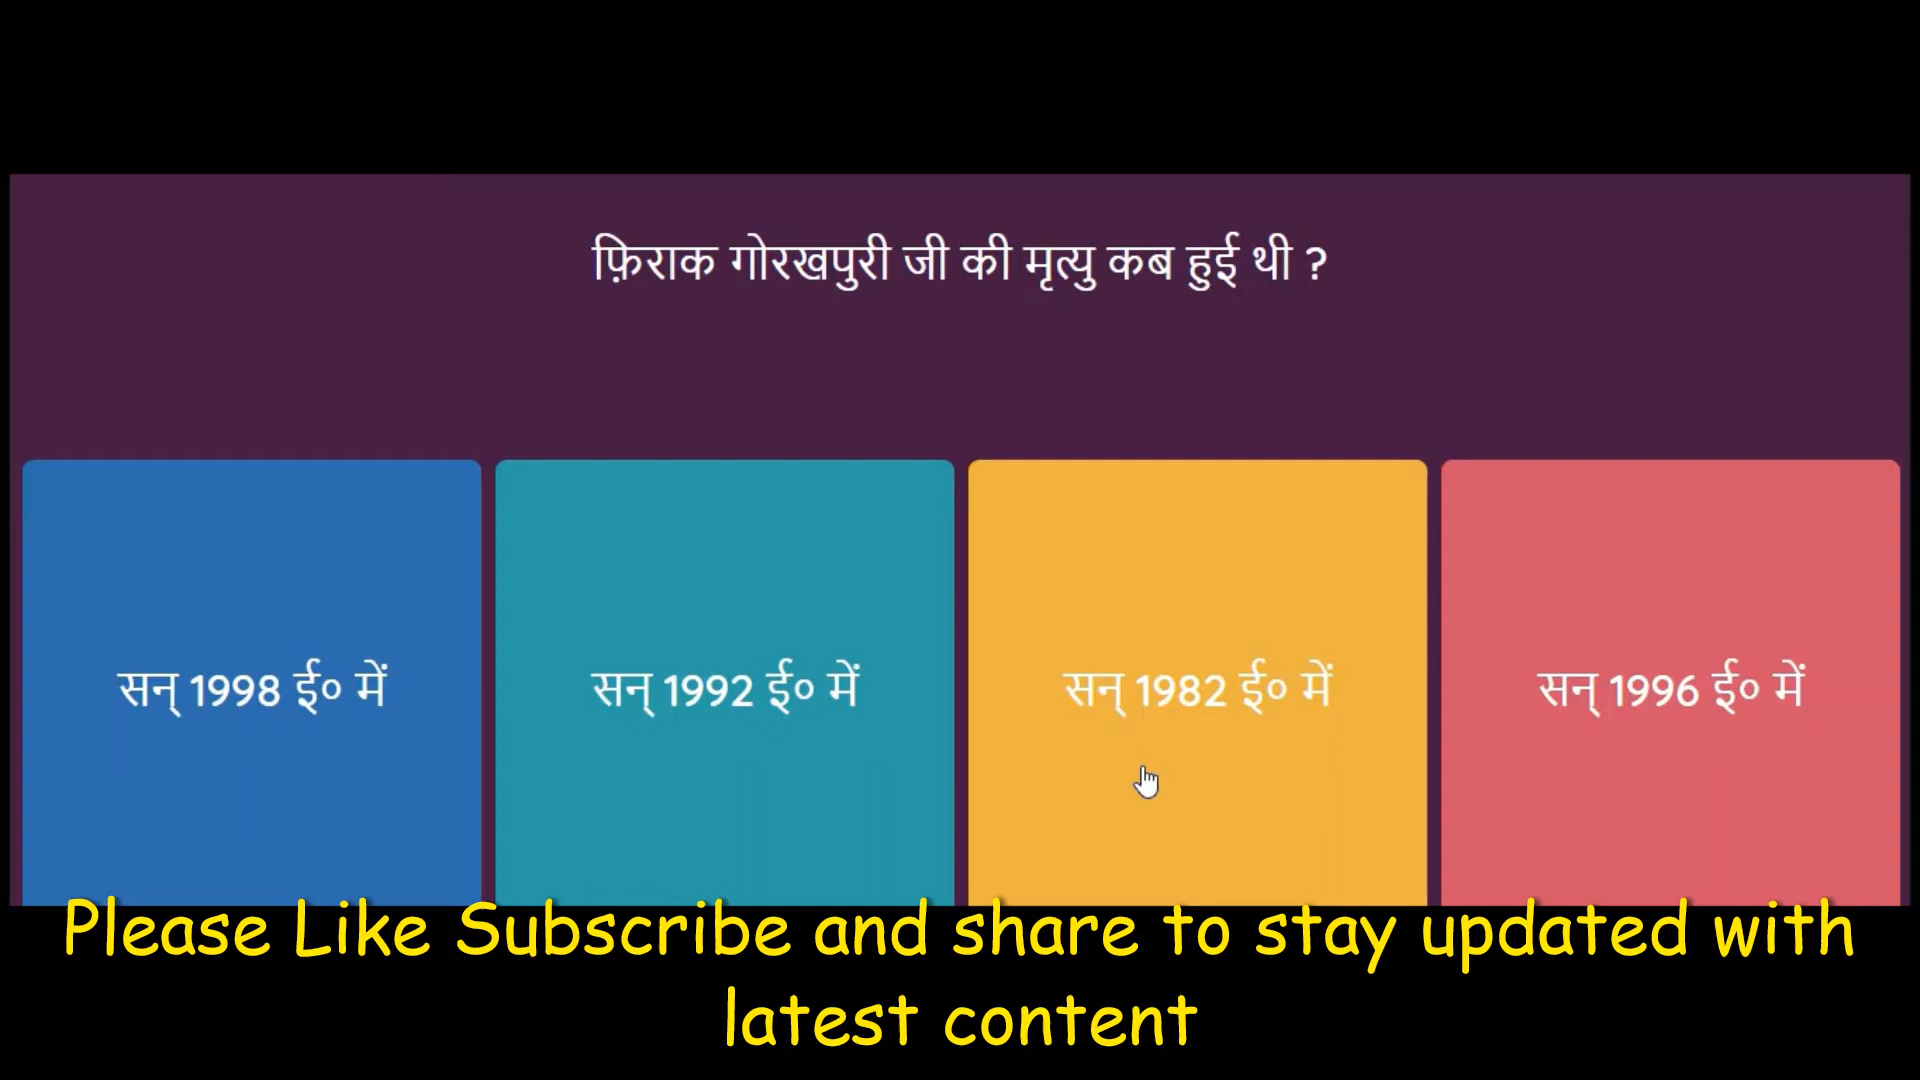 फ़िराक गोरखपुरी जी की मृत्यु कब हुई थी ?
सन् 1998 ई० में
सन् 1992 ई० में
सन् 1982 ई० में
सन् 1996 ई० में
Please Like Subscribe and share to stay updated with
latest content